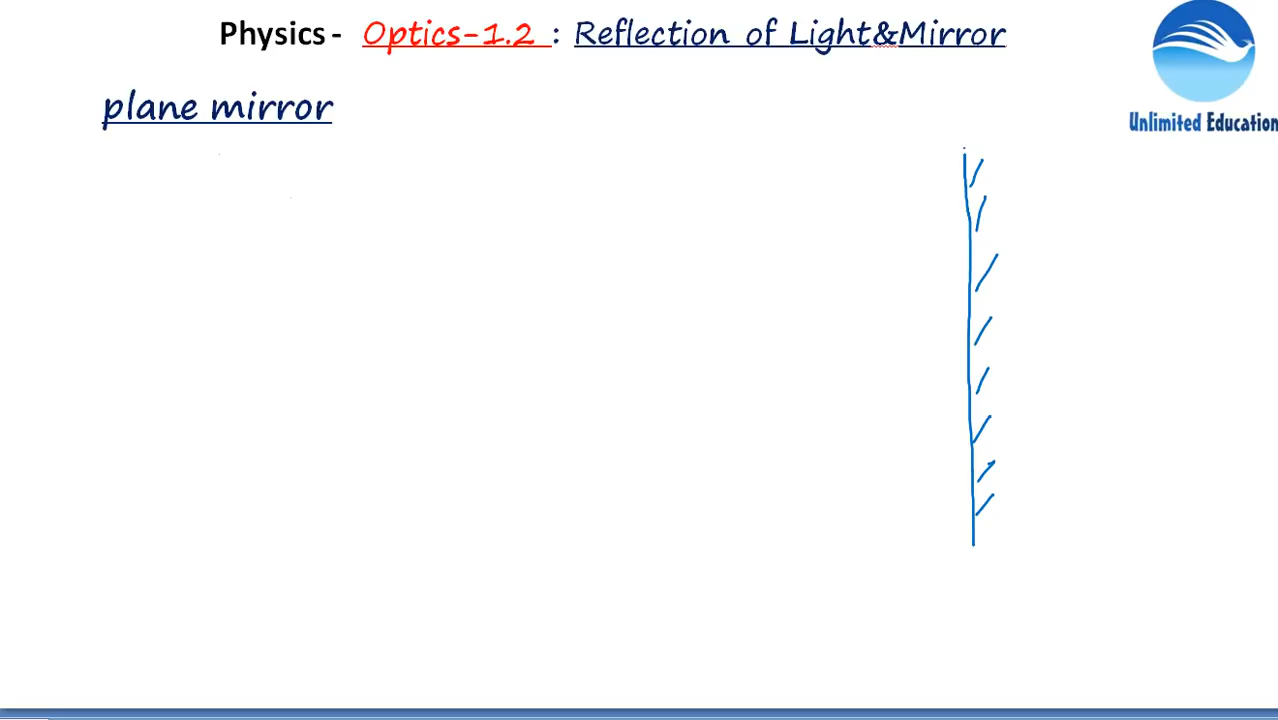 Physics - Optics-1.2 : Reflection of Light&Mirror
plane mirror
Unlimited Education